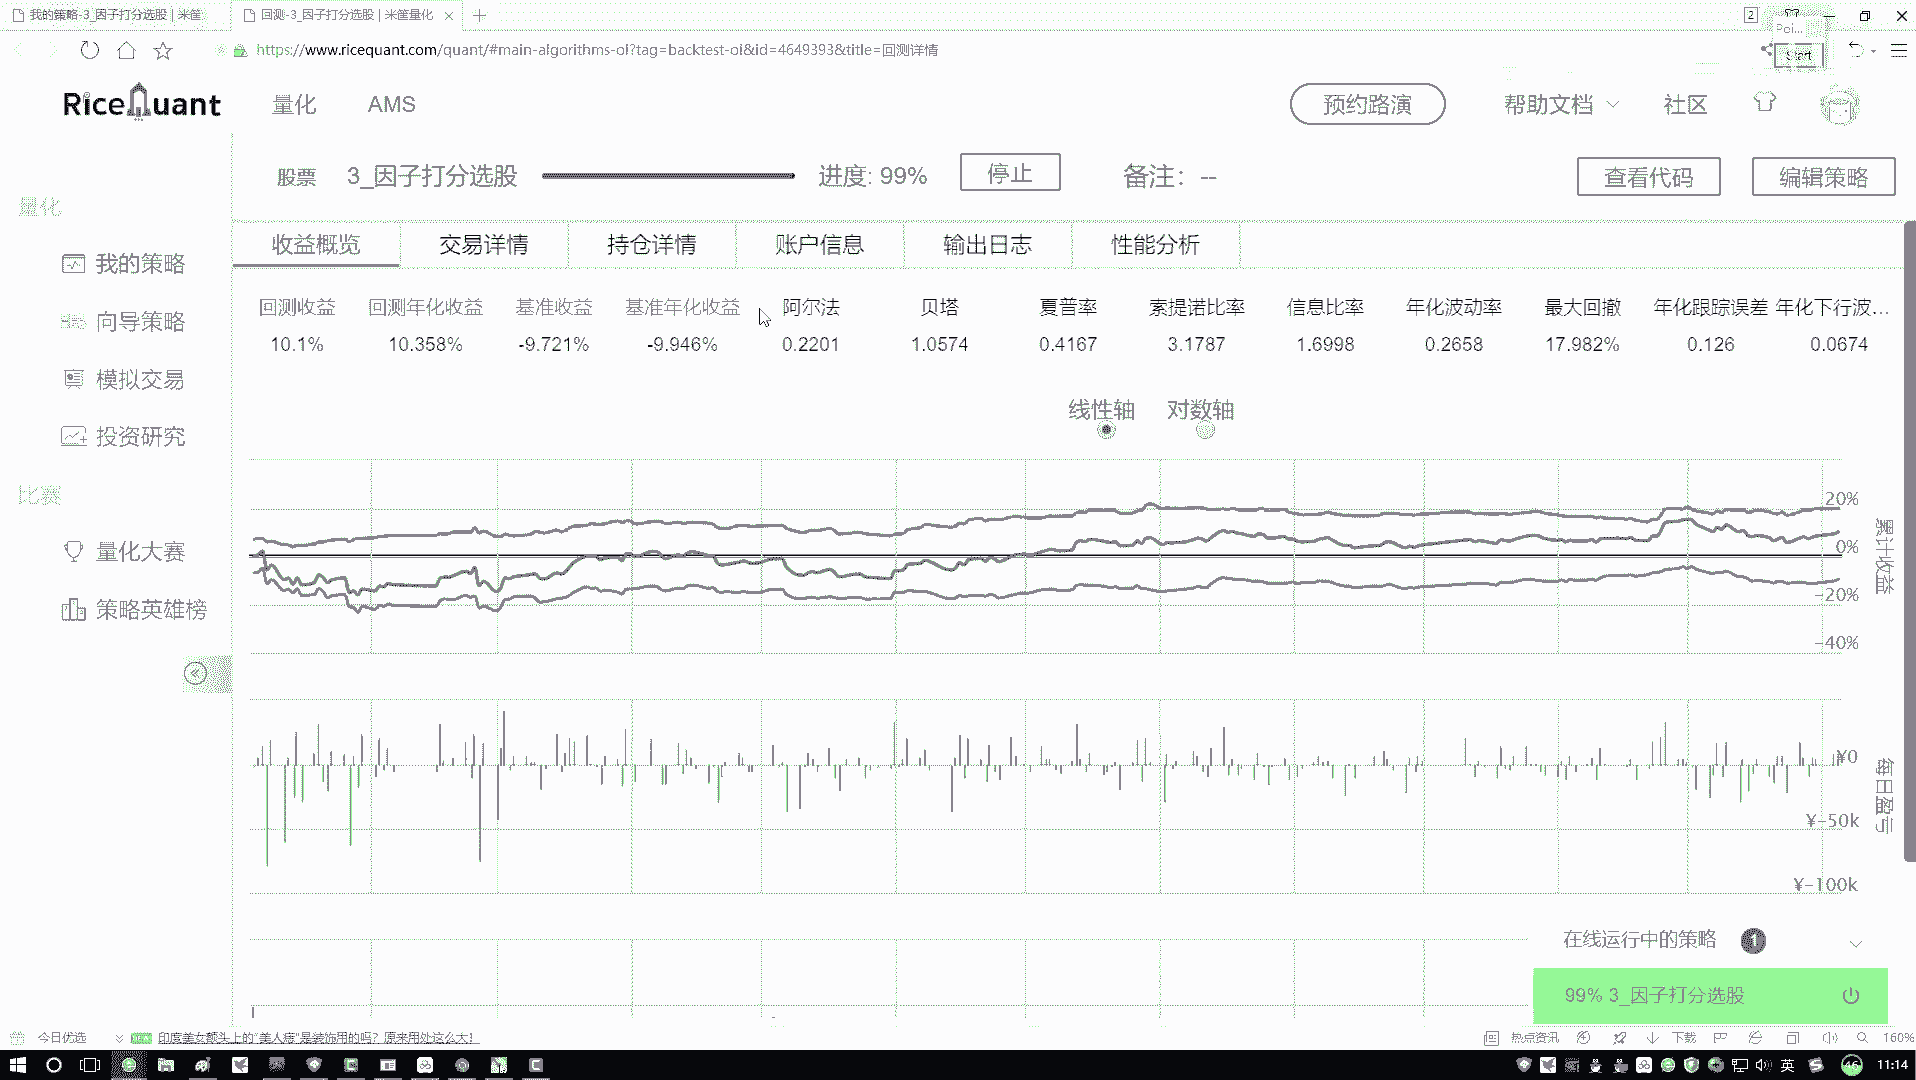 我的策略-3_因子打分选股 | 米筐
回测-3_因子打分选股 | 米筐量化
2
https://www.ricequant.com/quant/#main-algorithms-ol?tag=backtest-ol&id=4649393&title=回测详情
Poi...
Start
RiceQuant
量化
AMS
预约路演
帮助文档
社区
股票
3_因子打分选股
进度: 99%
停止
备注: --
查看代码
编辑策略
量化
我的策略
向导策略
模拟交易
投资研究
比赛
量化大赛
策略英雄榜
收益概览
交易详情
持仓详情
账户信息
输出日志
性能分析
回测收益 回测年化收益 基准收益 基准年化收益 阿尔法 贝塔 夏普率 索提诺比率 信息比率 年化波动率 最大回撤 年化跟踪误差 年化下行波...
10.1% 10.358% -9.721% -9.946% 0.2201 1.0574 0.4167 3.1787 1.6998 0.2658 17.982% 0.126 0.0674
线性轴 对数轴
20%
0%
-20%
-40%
累计收益
¥0
¥-50k
¥-100k
每日盈亏
在线运行中的策略 1
99% 3_因子打分选股
今日优选
印度美女额头上的"美人痣"是装饰用的吗？原来用处这么大！
热点资讯
下载
160%
英
46
11:14